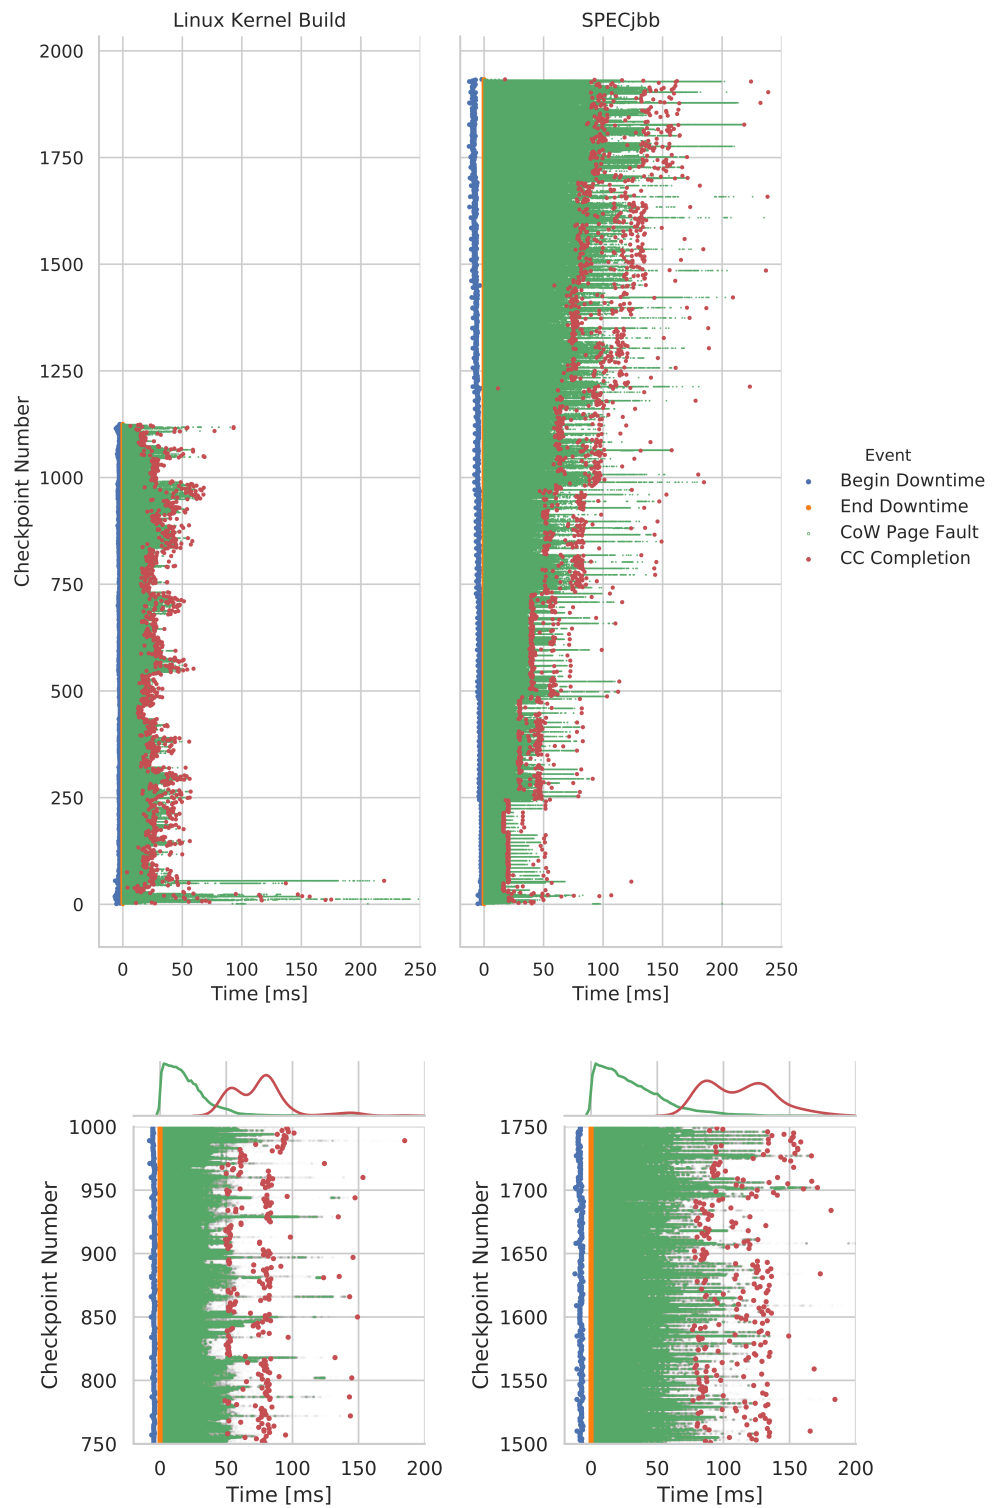 Linux Kernel Build
SPECjbb
2000
1750
1500
1250
1000
750
500
250
0
Checkpoint Number
0 50 100 150 200 250
Time [ms]
0 50 100 150 200 250
Time [ms]
Event
Begin Downtime
End Downtime
CoW Page Fault
CC Completion
1000
950
900
850
800
750
Checkpoint Number
0 50 100 150 200
Time [ms]
1750
1700
1650
1600
1550
1500
Checkpoint Number
0 50 100 150 200
Time [ms]